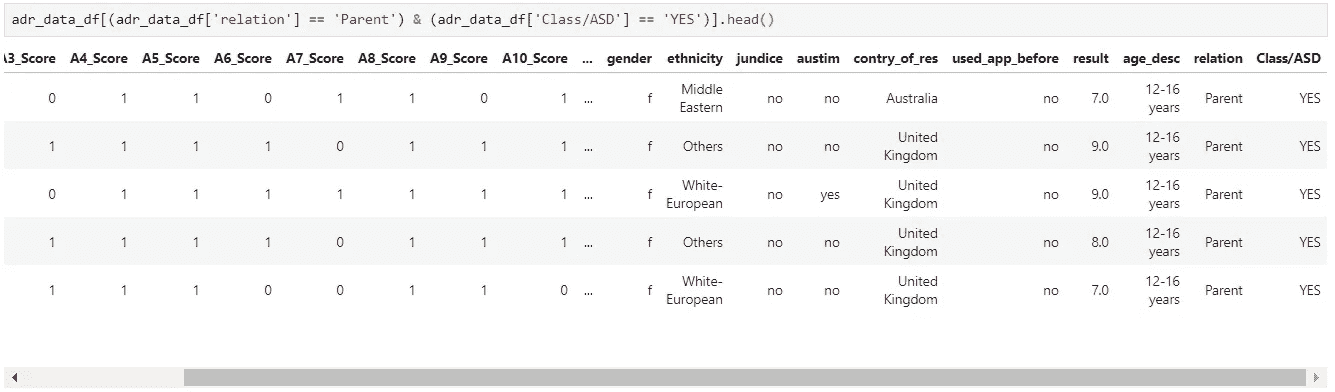 adr_data_df[(adr_data_df['relation'] == 'Parent') & (adr_data_df['Class/ASD'] == 'YES')].head()
A3_Score A4_Score A5_Score A6_Score A7_Score A8_Score A9_Score A10_Score ... gender ethnicity jundice austim contry_of_res used_app_before result age_desc relation Class/ASD
0 1 1 0 1 1 0 1 ... f Middle Eastern no no Australia no 7.0 12-16 years Parent YES
1 1 1 1 0 1 1 1 ... f Others no no United Kingdom no 9.0 12-16 years Parent YES
0 1 1 1 1 1 1 1 ... f White-European no yes United Kingdom no 9.0 12-16 years Parent YES
1 1 1 1 0 1 1 1 ... f Others no no United Kingdom no 8.0 12-16 years Parent YES
1 1 1 0 0 1 1 0 ... f White-European no no United Kingdom no 7.0 12-16 years Parent YES